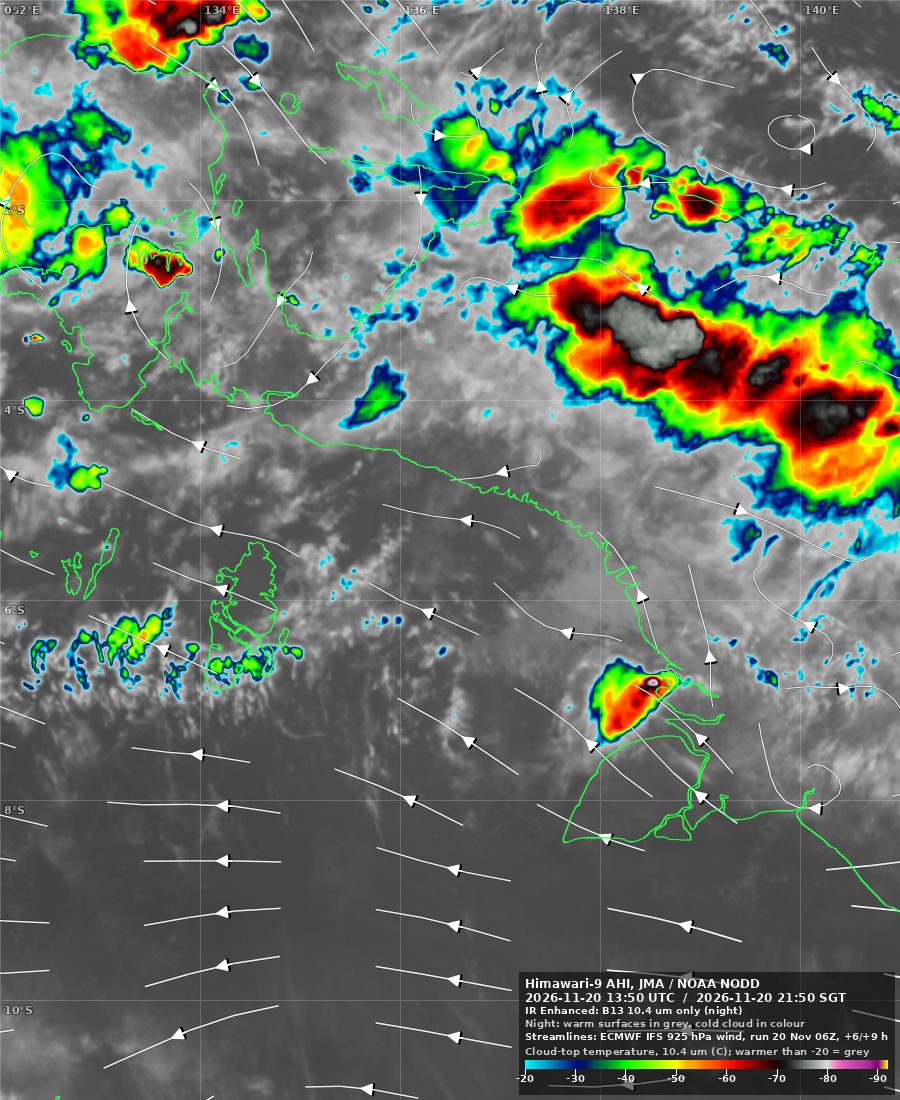 0°
132°E
134°E
136°E
138°E
140°E
2°S
4°S
6°S
8°S
10°S
Himawari-9 AHI, JMA / NOAA NODD
2026-11-20 13:50 UTC / 2026-11-20 21:50 SGT
IR Enhanced: B13 10.4 um only (night)
Night: warm surfaces in grey, cold cloud in colour
Streamlines: ECMWF IFS 925 hPa wind, run 20 Nov 06Z, +6/+9 h
Cloud-top temperature, 10.4 um (C); warmer than -20 = grey
-20 -30 -40 -50 -60 -70 -80 -90